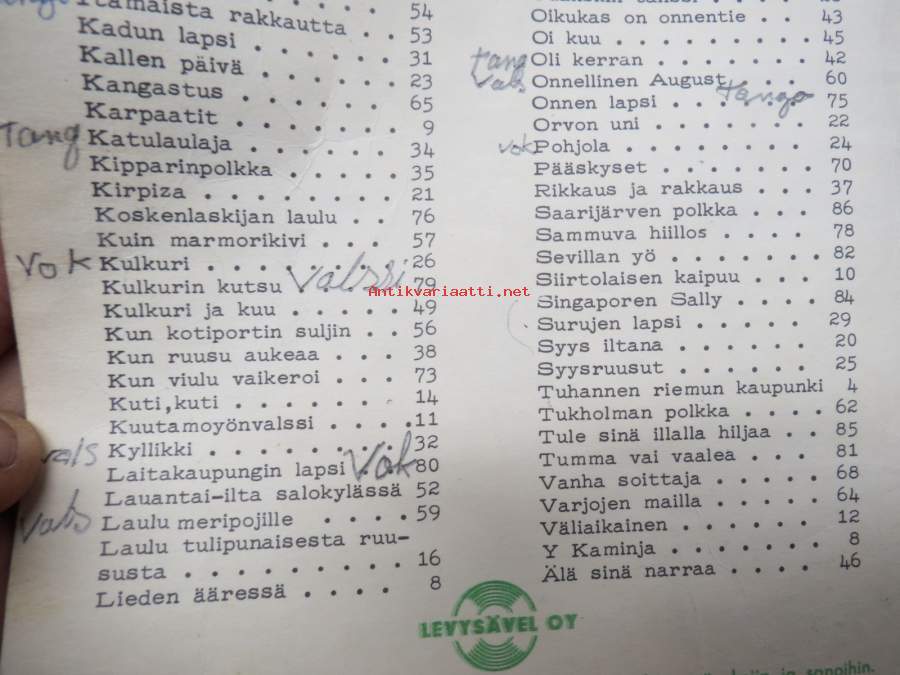 Itämaista rakkautta . . 54
Kadun lapsi . . . . . . 53
Kallen päivä . . . . . . 31
Kangastus . . . . . . . 23
Karpaatit . . . . . . . 65
tang Katulaulaja . . . . . . 9
Kipparinpolkka . . . . . 34
Kirpiza . . . . . . . . 35
Koskenlaskijan laulu . . 21
Kuin marmorikivi . . . 76
vok Kulkuri . . . . . . . . 57
Kulkurin kutsu valssi 26
Kulkuri ja kuu . . . . . 79
Kun kotiportin suljin . . 49
Kun ruusu aukeaa . . . 56
Kun viulu vaikeroi . . . 38
Kuti,kuti . . . . . . . 73
Kuutamoyönvalssi . . . . 14
vals Kyllikki . . . . . . . . 11
Laitakaupungin lapsi vok 32
Lauantai-ilta salokylässä 80
vals Laulu meripojille . . . . 52
Laulu tulipunaisesta ruu- 59
susta . . . . . . . . . 16
Lieden ääressä . . . . 8
Oikukas on onnentie . . 43
Oi kuu . . . . . . . . 45
tang Oli kerran . . . . . . 42
vals Onnellinen August . . . 60
Onnen lapsi . . . tango 75
Orvon uni . . . . . . . 22
vok Pohjola . . . . . . . . 24
Pääskyset . . . . . . . 70
Rikkaus ja rakkaus . . . 37
Saarijärven polkka . . . 86
Sammuva hiillos . . . . 78
Sevillan yö . . . . . . 82
Siirtolaisen kaipuu . . . 10
Singaporen Sally . . . . 84
Surujen lapsi . . . . . 29
Syys iltana . . . . . . 20
Syysruusut . . . . . . 25
Tuhannen riemun kaupunki 4
Tukholman polkka . . . . 62
Tule sinä illalla hiljaa . . 85
Tumma vai vaalea . . . . 81
Vanha soittaja . . . . . 68
Varjojen mailla . . . . . 64
Väliaikainen . . . . . . 12
Y Kaminja . . . . . . . 8
Älä sinä narraa . . . . 46
Antikvariaatti.net
LEVYSÄVEL OY
ja sanoihin.